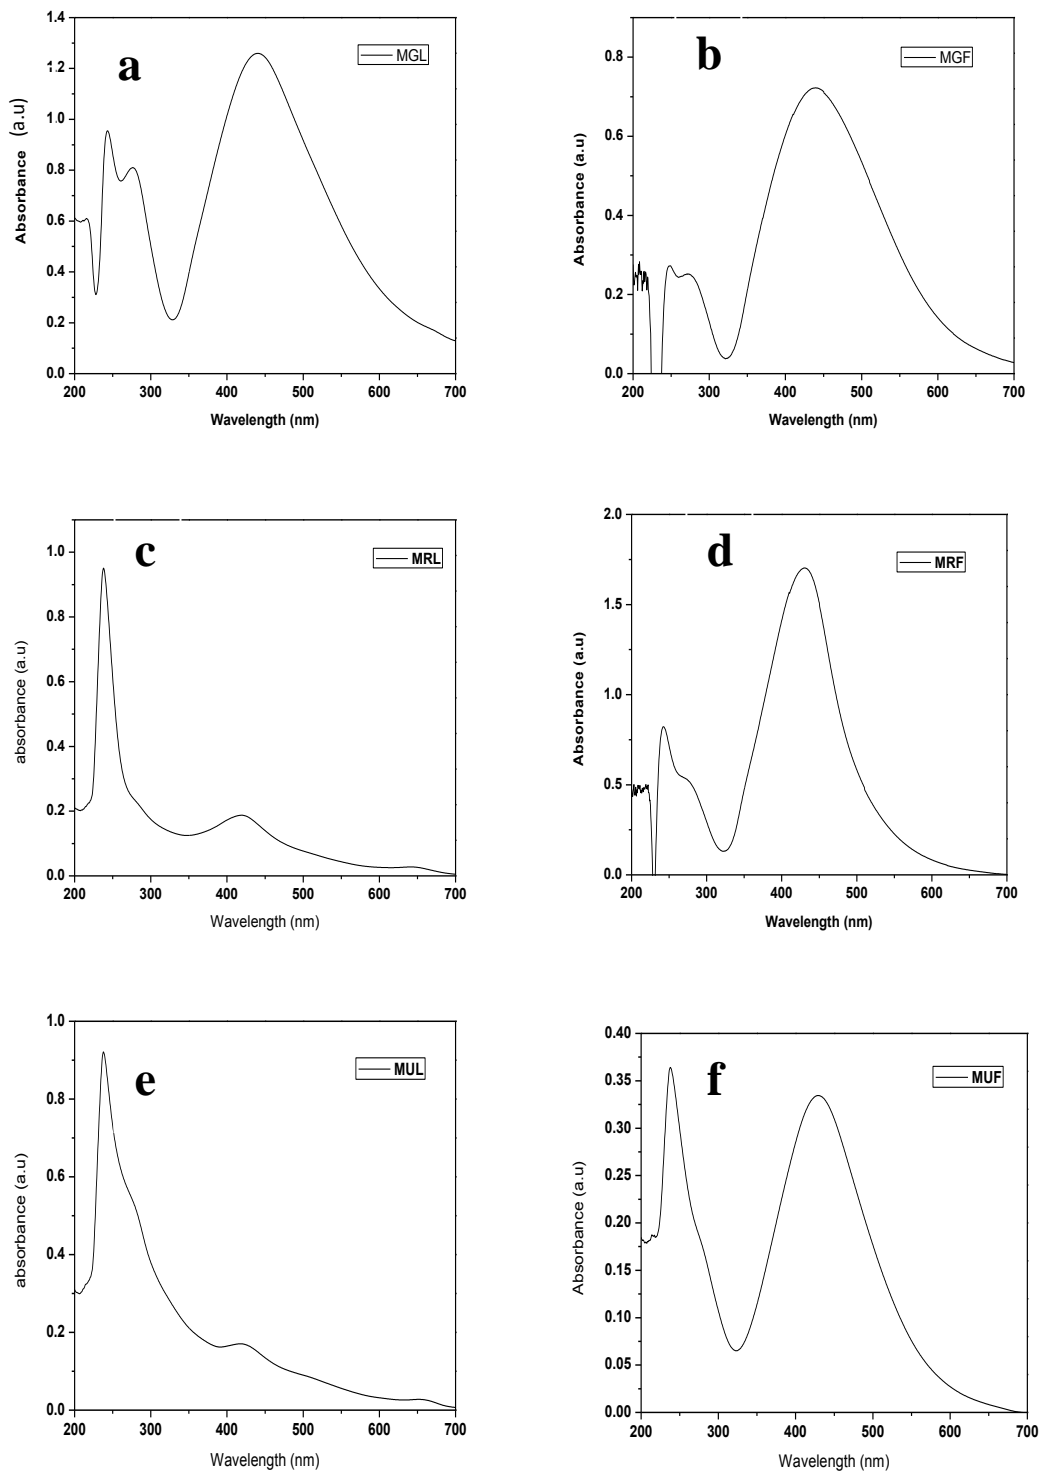 a
MGL
1.4
1.2
1.0
0.8
0.6
0.4
0.2
0.0
200 300 400 500 600 700
Absorbance (a.u)
Wavelength (nm)
b
MGF
0.8
0.6
0.4
0.2
0.0
200 300 400 500 600 700
Absorbance (a.u)
Wavelength (nm)
c
MRL
1.0
0.8
0.6
0.4
0.2
0.0
200 300 400 500 600 700
absorbance (a.u)
Wavelength (nm)
d
MRF
2.0
1.5
1.0
0.5
0.0
200 300 400 500 600 700
Absorbance (a.u)
Wavelength (nm)
e
MUL
1.0
0.8
0.6
0.4
0.2
0.0
200 300 400 500 600 700
absorbance (a.u)
Wavelength (nm)
f
MUF
0.40
0.35
0.30
0.25
0.20
0.15
0.10
0.05
0.00
200 300 400 500 600 700
Absorbance (a.u)
Wavelength (nm)